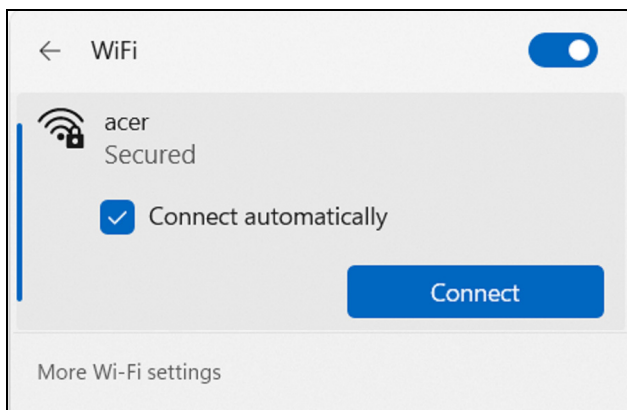 WiFi
acer
Secured
Connect automatically
Connect
More Wi-Fi settings